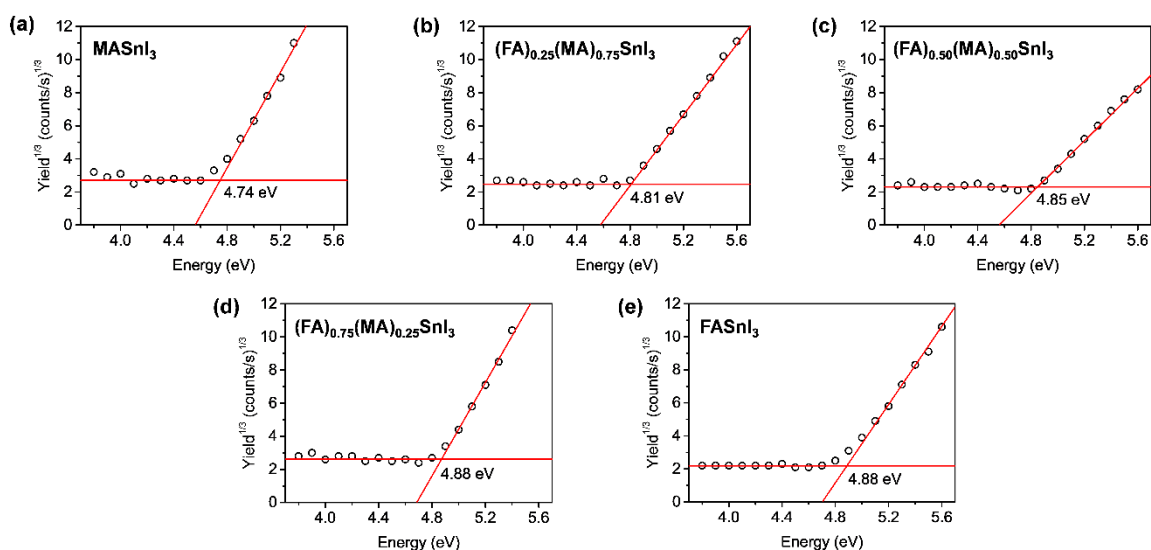 (a)
MASnI3
Yield1/3 (counts/s)1/3
12
10
8
6
4
2
0
4.74 eV
4.0 4.4 4.8 5.2 5.6
Energy (eV)
(b)
(FA)0.25(MA)0.75SnI3
Yield1/3 (counts/s)1/3
12
10
8
6
4
2
0
4.81 eV
4.0 4.4 4.8 5.2 5.6
Energy (eV)
(c)
(FA)0.50(MA)0.50SnI3
Yield1/3 (counts/s)1/3
12
10
8
6
4
2
0
4.85 eV
4.0 4.4 4.8 5.2 5.6
Energy (eV)
(d)
(FA)0.75(MA)0.25SnI3
Yield1/3 (counts/s)1/3
12
10
8
6
4
2
0
4.88 eV
4.0 4.4 4.8 5.2 5.6
Energy (eV)
(e)
FASnI3
Yield1/3 (counts/s)1/3
12
10
8
6
4
2
0
4.88 eV
4.0 4.4 4.8 5.2 5.6
Energy (eV)